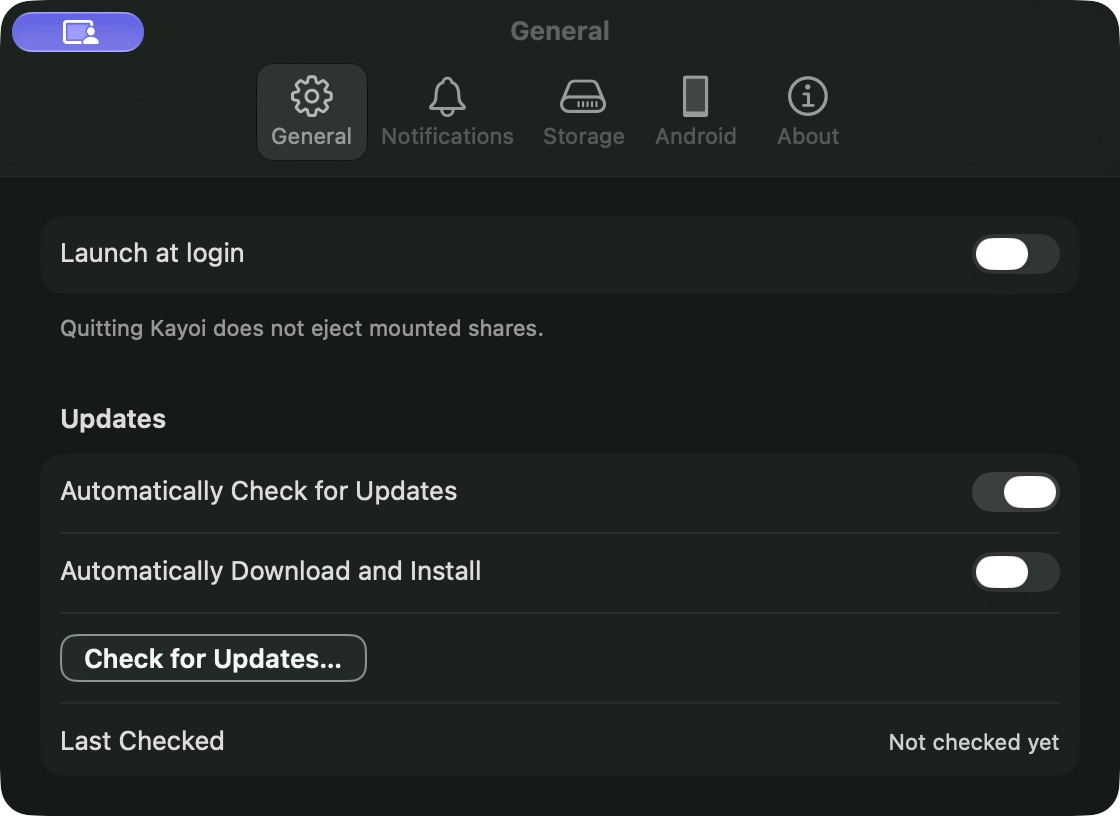 General
General
Notifications
Storage
Android
About
Launch at login
Quitting Kayoi does not eject mounted shares.
Updates
Automatically Check for Updates
Automatically Download and Install
Check for Updates...
Last Checked
Not checked yet